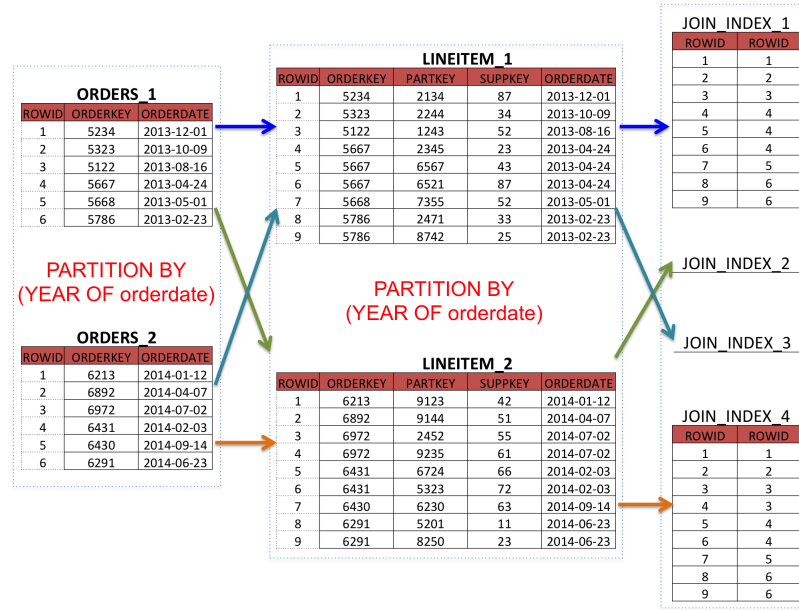 ORDERS_1
ROWID ORDERKEY ORDERDATE
1 5234 2013-12-01
2 5323 2013-10-09
3 5122 2013-08-16
4 5667 2013-04-24
5 5668 2013-05-01
6 5786 2013-02-23
PARTITION BY
(YEAR OF orderdate)
ORDERS_2
ROWID ORDERKEY ORDERDATE
1 6213 2014-01-12
2 6892 2014-04-07
3 6972 2014-07-02
4 6431 2014-02-03
5 6430 2014-09-14
6 6291 2014-06-23
LINEITEM_1
ROWID ORDERKEY PARTKEY SUPPKEY ORDERDATE
1 5234 2134 87 2013-12-01
2 5323 2244 34 2013-10-09
3 5122 1243 52 2013-08-16
4 5667 2345 23 2013-04-24
5 5667 6567 43 2013-04-24
6 5667 6521 87 2013-04-24
7 5668 7355 52 2013-05-01
8 5786 2471 33 2013-02-23
9 5786 8742 25 2013-02-23
PARTITION BY
(YEAR OF orderdate)
LINEITEM_2
ROWID ORDERKEY PARTKEY SUPPKEY ORDERDATE
1 6213 9123 42 2014-01-12
2 6892 9144 51 2014-04-07
3 6972 2452 55 2014-07-02
4 6972 9235 61 2014-07-02
5 6431 6724 66 2014-02-03
6 6431 5323 72 2014-02-03
7 6430 6230 63 2014-09-14
8 6291 5201 11 2014-06-23
9 6291 8250 23 2014-06-23
JOIN_INDEX_1
ROWID ROWID
1 1
2 2
3 3
4 4
5 4
6 4
7 5
8 6
9 6
JOIN_INDEX_2
JOIN_INDEX_3
JOIN_INDEX_4
ROWID ROWID
1 1
2 2
3 3
4 3
5 4
6 4
7 5
8 6
9 6